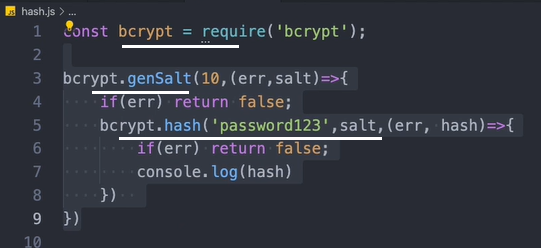 hash.js > ...
1 const bcrypt = require('bcrypt');
2
3 bcrypt.genSalt(10,(err,salt)=>{
4 if(err) return false;
5 bcrypt.hash('password123',salt,(err, hash)=>{
6 if(err) return false;
7 console.log(hash)
8 })
9 })
10